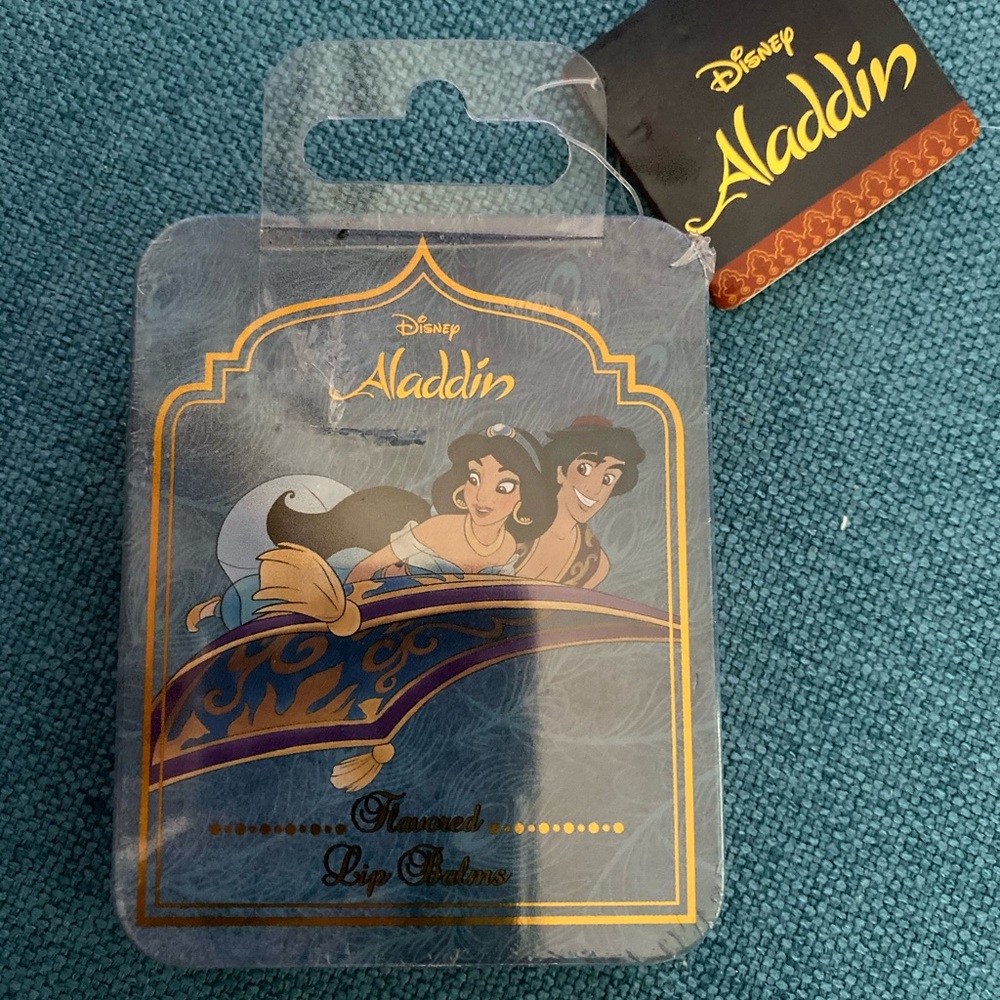 Disney
Aladdin
Disney
Aladdin
Flavored
Lip Balms